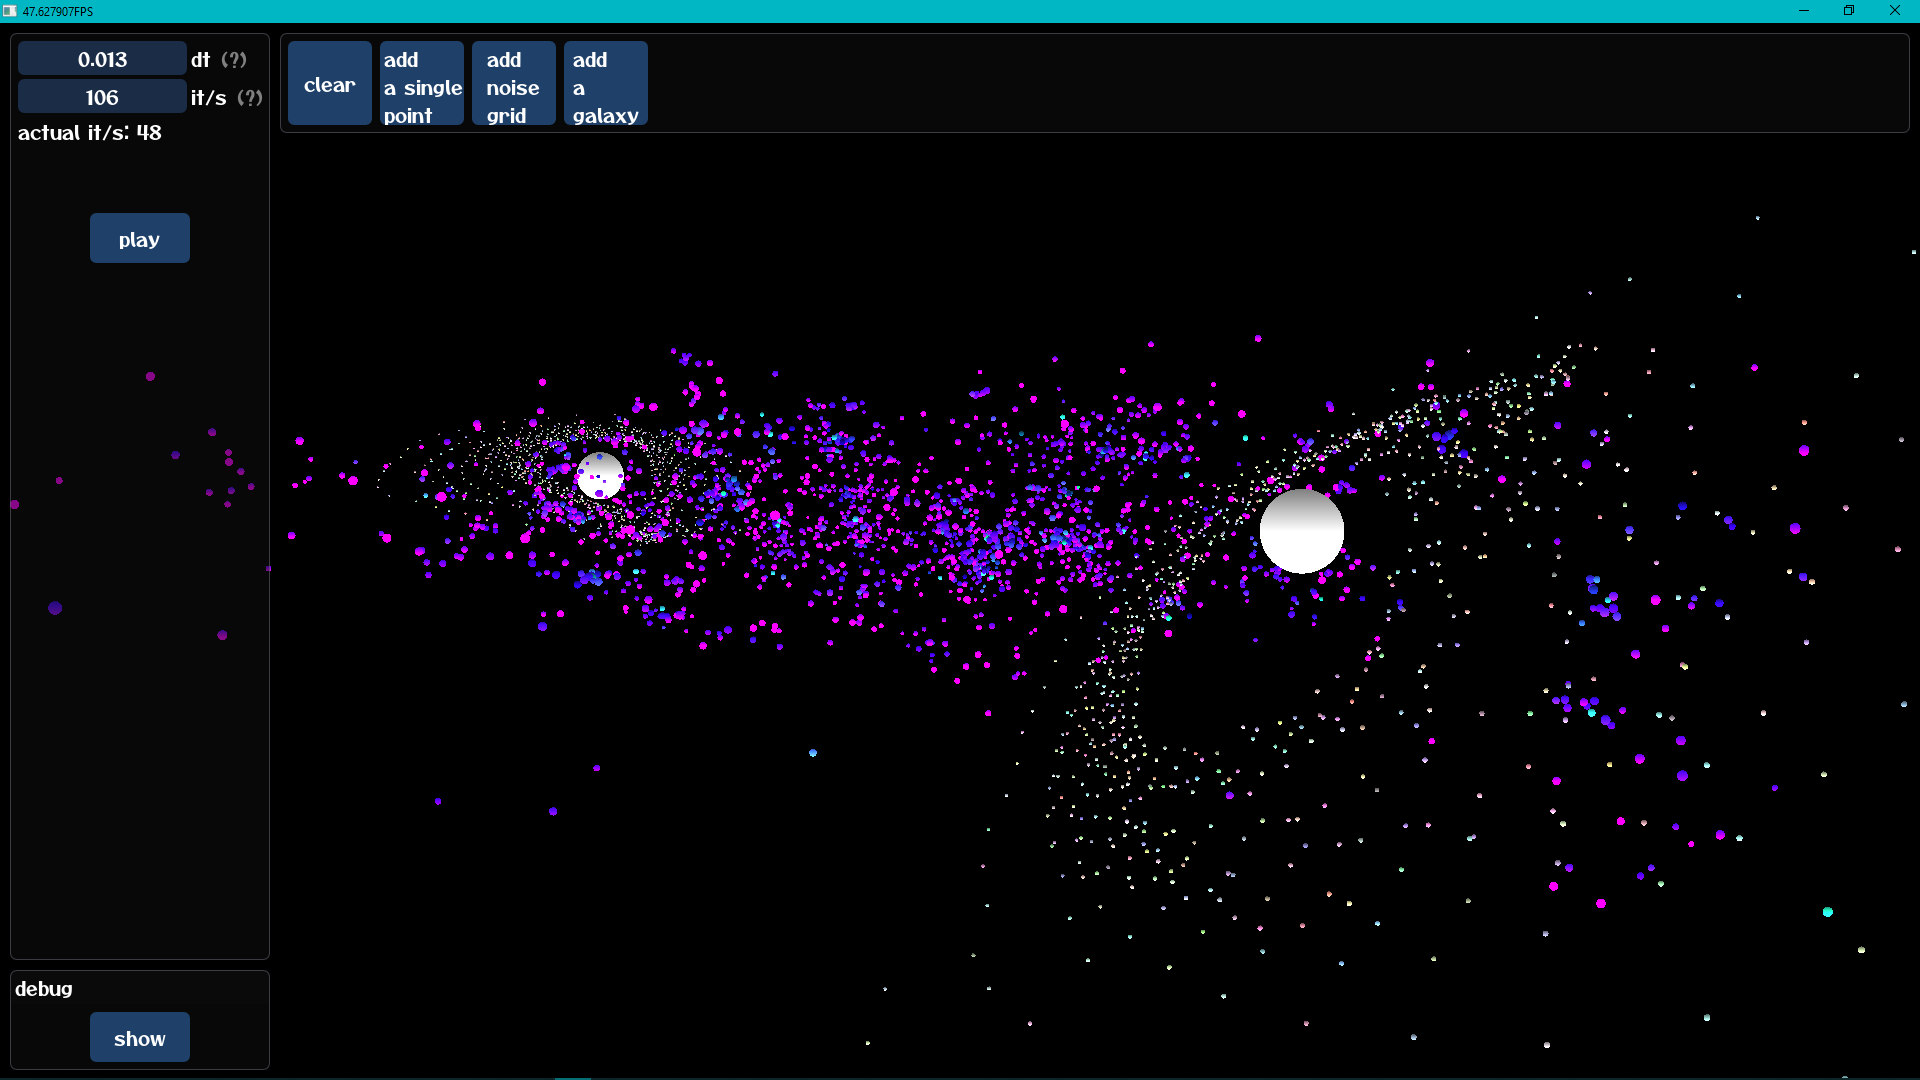 47.627907FPS
0.013 dt (?)
106 it/s (?)
actual it/s: 48
play
clear
add
a single
point
add
noise
grid
add
a
galaxy
debug
show